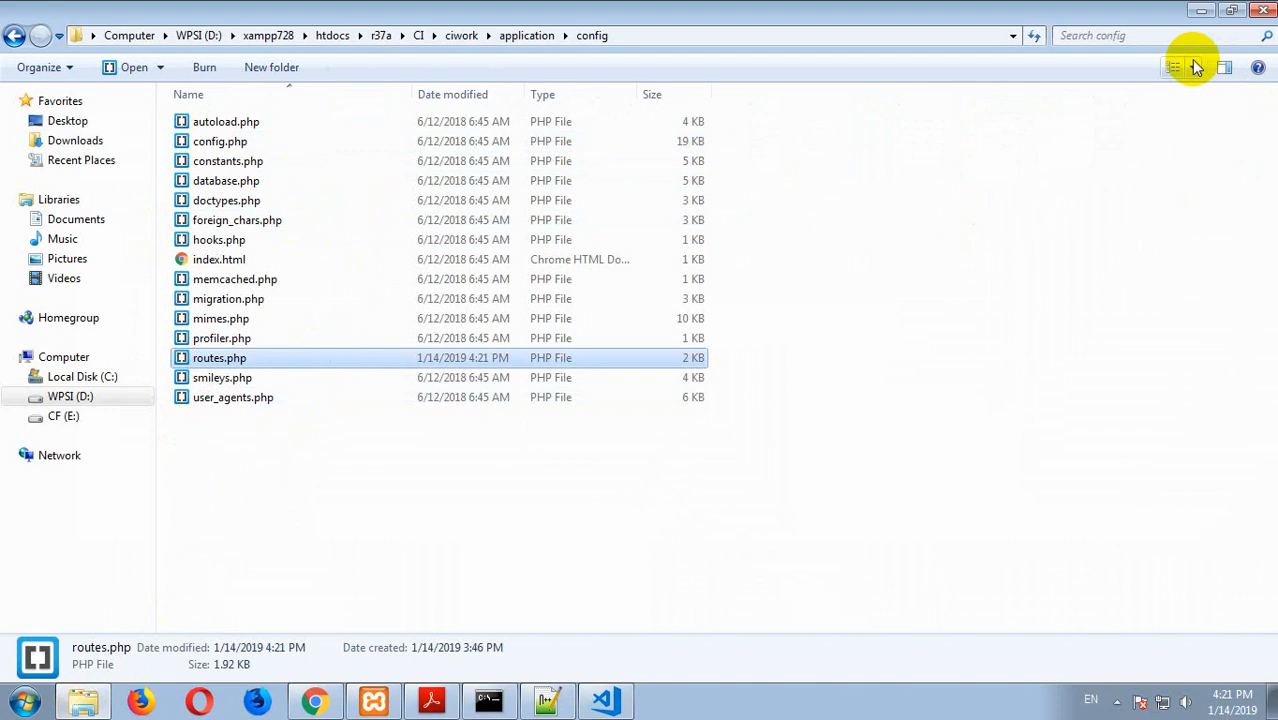 Computer WPSI (D:) xampp728 htdocs r37a CI ciwork application config Search config
Organize Open Burn New folder
Name Date modified Type Size
Favorites
Desktop
Downloads
Recent Places
Libraries
Documents
Music
Pictures
Videos
Homegroup
Computer
Local Disk (C:)
WPSI (D:)
CF (E:)
Network
autoload.php 6/12/2018 6:45 AM PHP File 4 KB
config.php 6/12/2018 6:45 AM PHP File 19 KB
constants.php 6/12/2018 6:45 AM PHP File 5 KB
database.php 6/12/2018 6:45 AM PHP File 5 KB
doctypes.php 6/12/2018 6:45 AM PHP File 3 KB
foreign_chars.php 6/12/2018 6:45 AM PHP File 3 KB
hooks.php 6/12/2018 6:45 AM PHP File 1 KB
index.html 6/12/2018 6:45 AM Chrome HTML Do... 1 KB
memcached.php 6/12/2018 6:45 AM PHP File 1 KB
migration.php 6/12/2018 6:45 AM PHP File 3 KB
mimes.php 6/12/2018 6:45 AM PHP File 10 KB
profiler.php 6/12/2018 6:45 AM PHP File 1 KB
routes.php 1/14/2019 4:21 PM PHP File 2 KB
smileys.php 6/12/2018 6:45 AM PHP File 4 KB
user_agents.php 6/12/2018 6:45 AM PHP File 6 KB
routes.php Date modified: 1/14/2019 4:21 PM Date created: 1/14/2019 3:46 PM
PHP File Size: 1.92 KB
EN 4:21 PM
1/14/2019